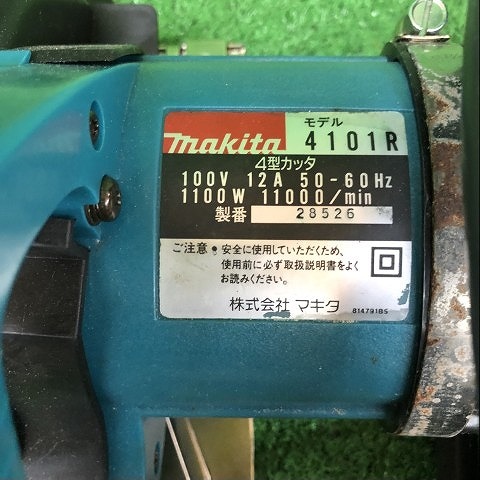 makita
モデル
4101R
4型カッタ
100V 12A 50-60Hz
1100W 11000/min
製番 28526
ご注意 • 安全に使用していただくため、
使用前に必ず取扱説明書をよく
お読みください。
株式会社 マキタ
814791B5